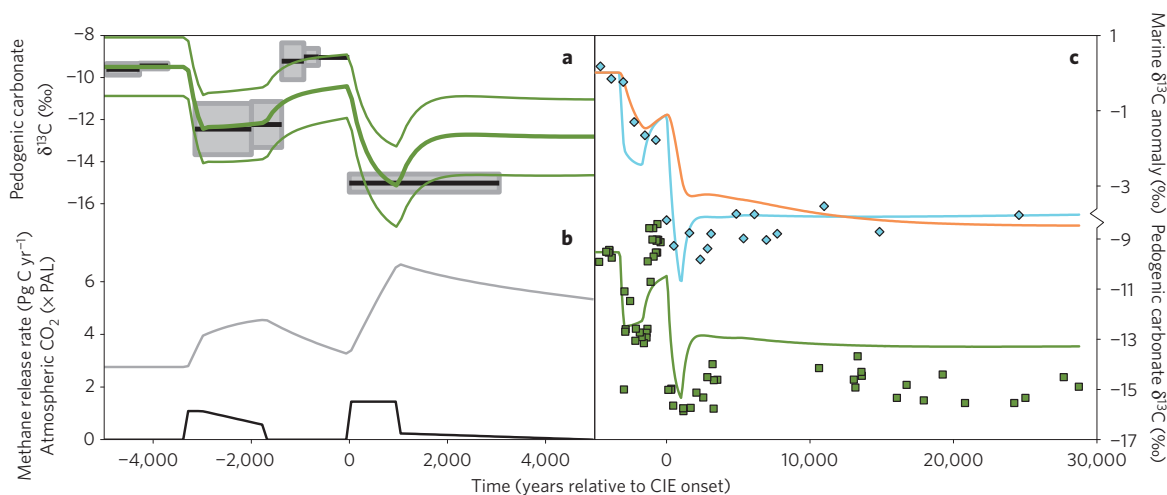 −8
−10
−12
−14
−16
Pedogenic carbonate
δ¹³C (‰)
a
b
6
4
2
0
Methane release rate (Pg C yr⁻¹)
Atmospheric CO₂ (× PAL)
−4,000
−2,000
0
2,000
4,000
c
1
−1
−3
Marine δ¹³C anomaly (‰)
−9
−11
−13
−15
−17
Pedogenic carbonate δ¹³C (‰)
0
10,000
20,000
30,000
Time (years relative to CIE onset)